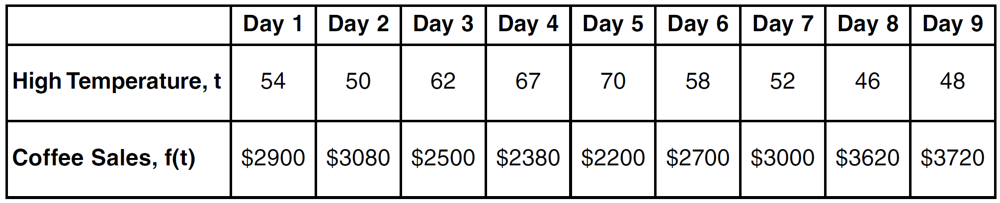 Day 1 Day 2 Day 3 Day 4 Day 5 Day 6 Day 7 Day 8 Day 9
High Temperature, t 54 50 62 67 70 58 52 46 48
Coffee Sales, f(t) $2900 $3080 $2500 $2380 $2200 $2700 $3000 $3620 $3720